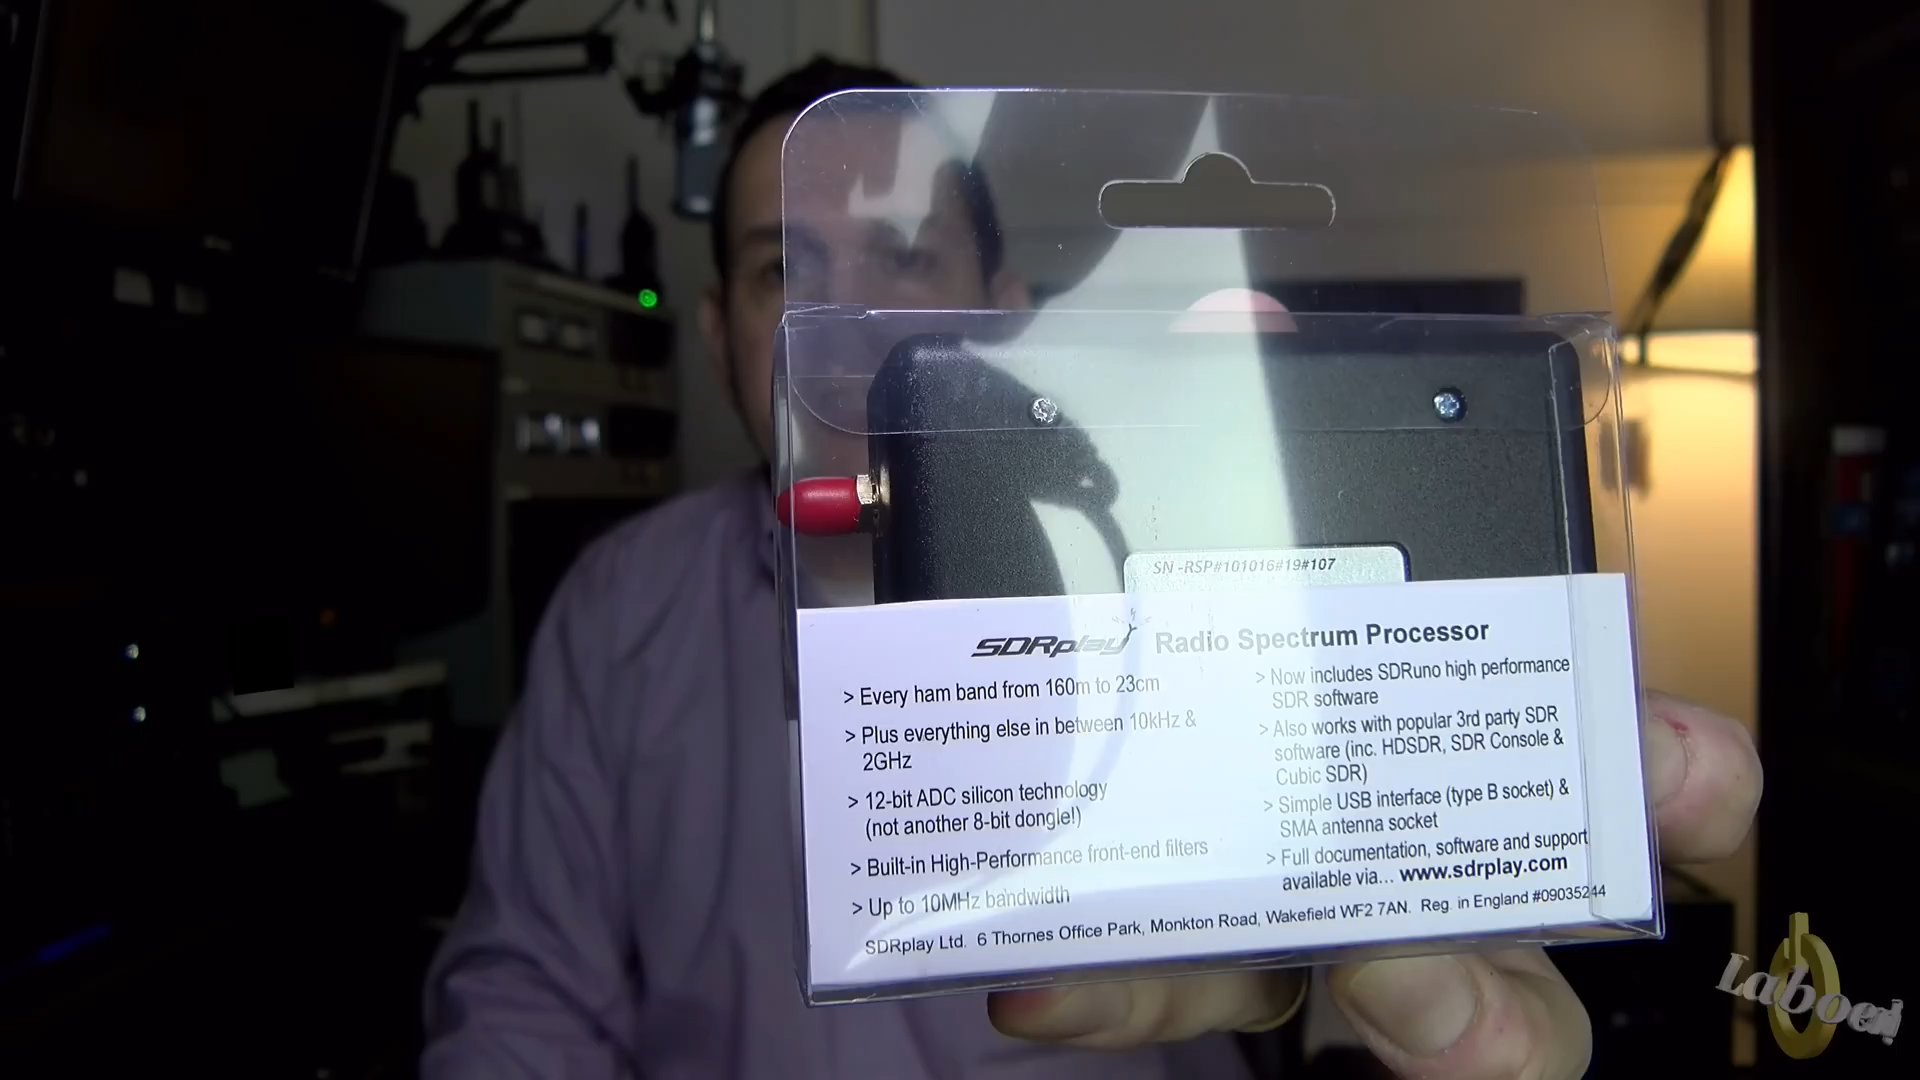 SN -RSP#101016#19#107
SDRplay Radio Spectrum Processor
> Every ham band from 160m to 23cm
> Plus everything else in between 10kHz &
2GHz
> 12-bit ADC silicon technology
(not another 8-bit dongle!)
> Built-in High-Performance front-end filters
> Up to 10MHz bandwidth
> Now includes SDRuno high performance
SDR software
> Also works with popular 3rd party SDR
software (inc. HDSDR, SDR Console &
Cubic SDR)
> Simple USB interface (type B socket) &
SMA antenna socket
> Full documentation, software and support
available via... www.sdrplay.com
SDRplay Ltd. 6 Thornes Office Park, Monkton Road, Wakefield WF2 7AN. Reg. in England #09035244